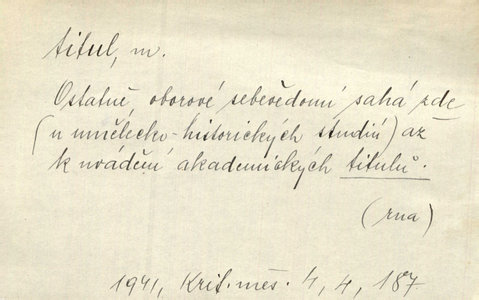 titul, m.
Ostatně oborové sebevědomí sahá zde
(u umělecko-historických studií) až
k uvádění akademických titulů.
(rna)
1941, Krit. měs. 4, 4, 187